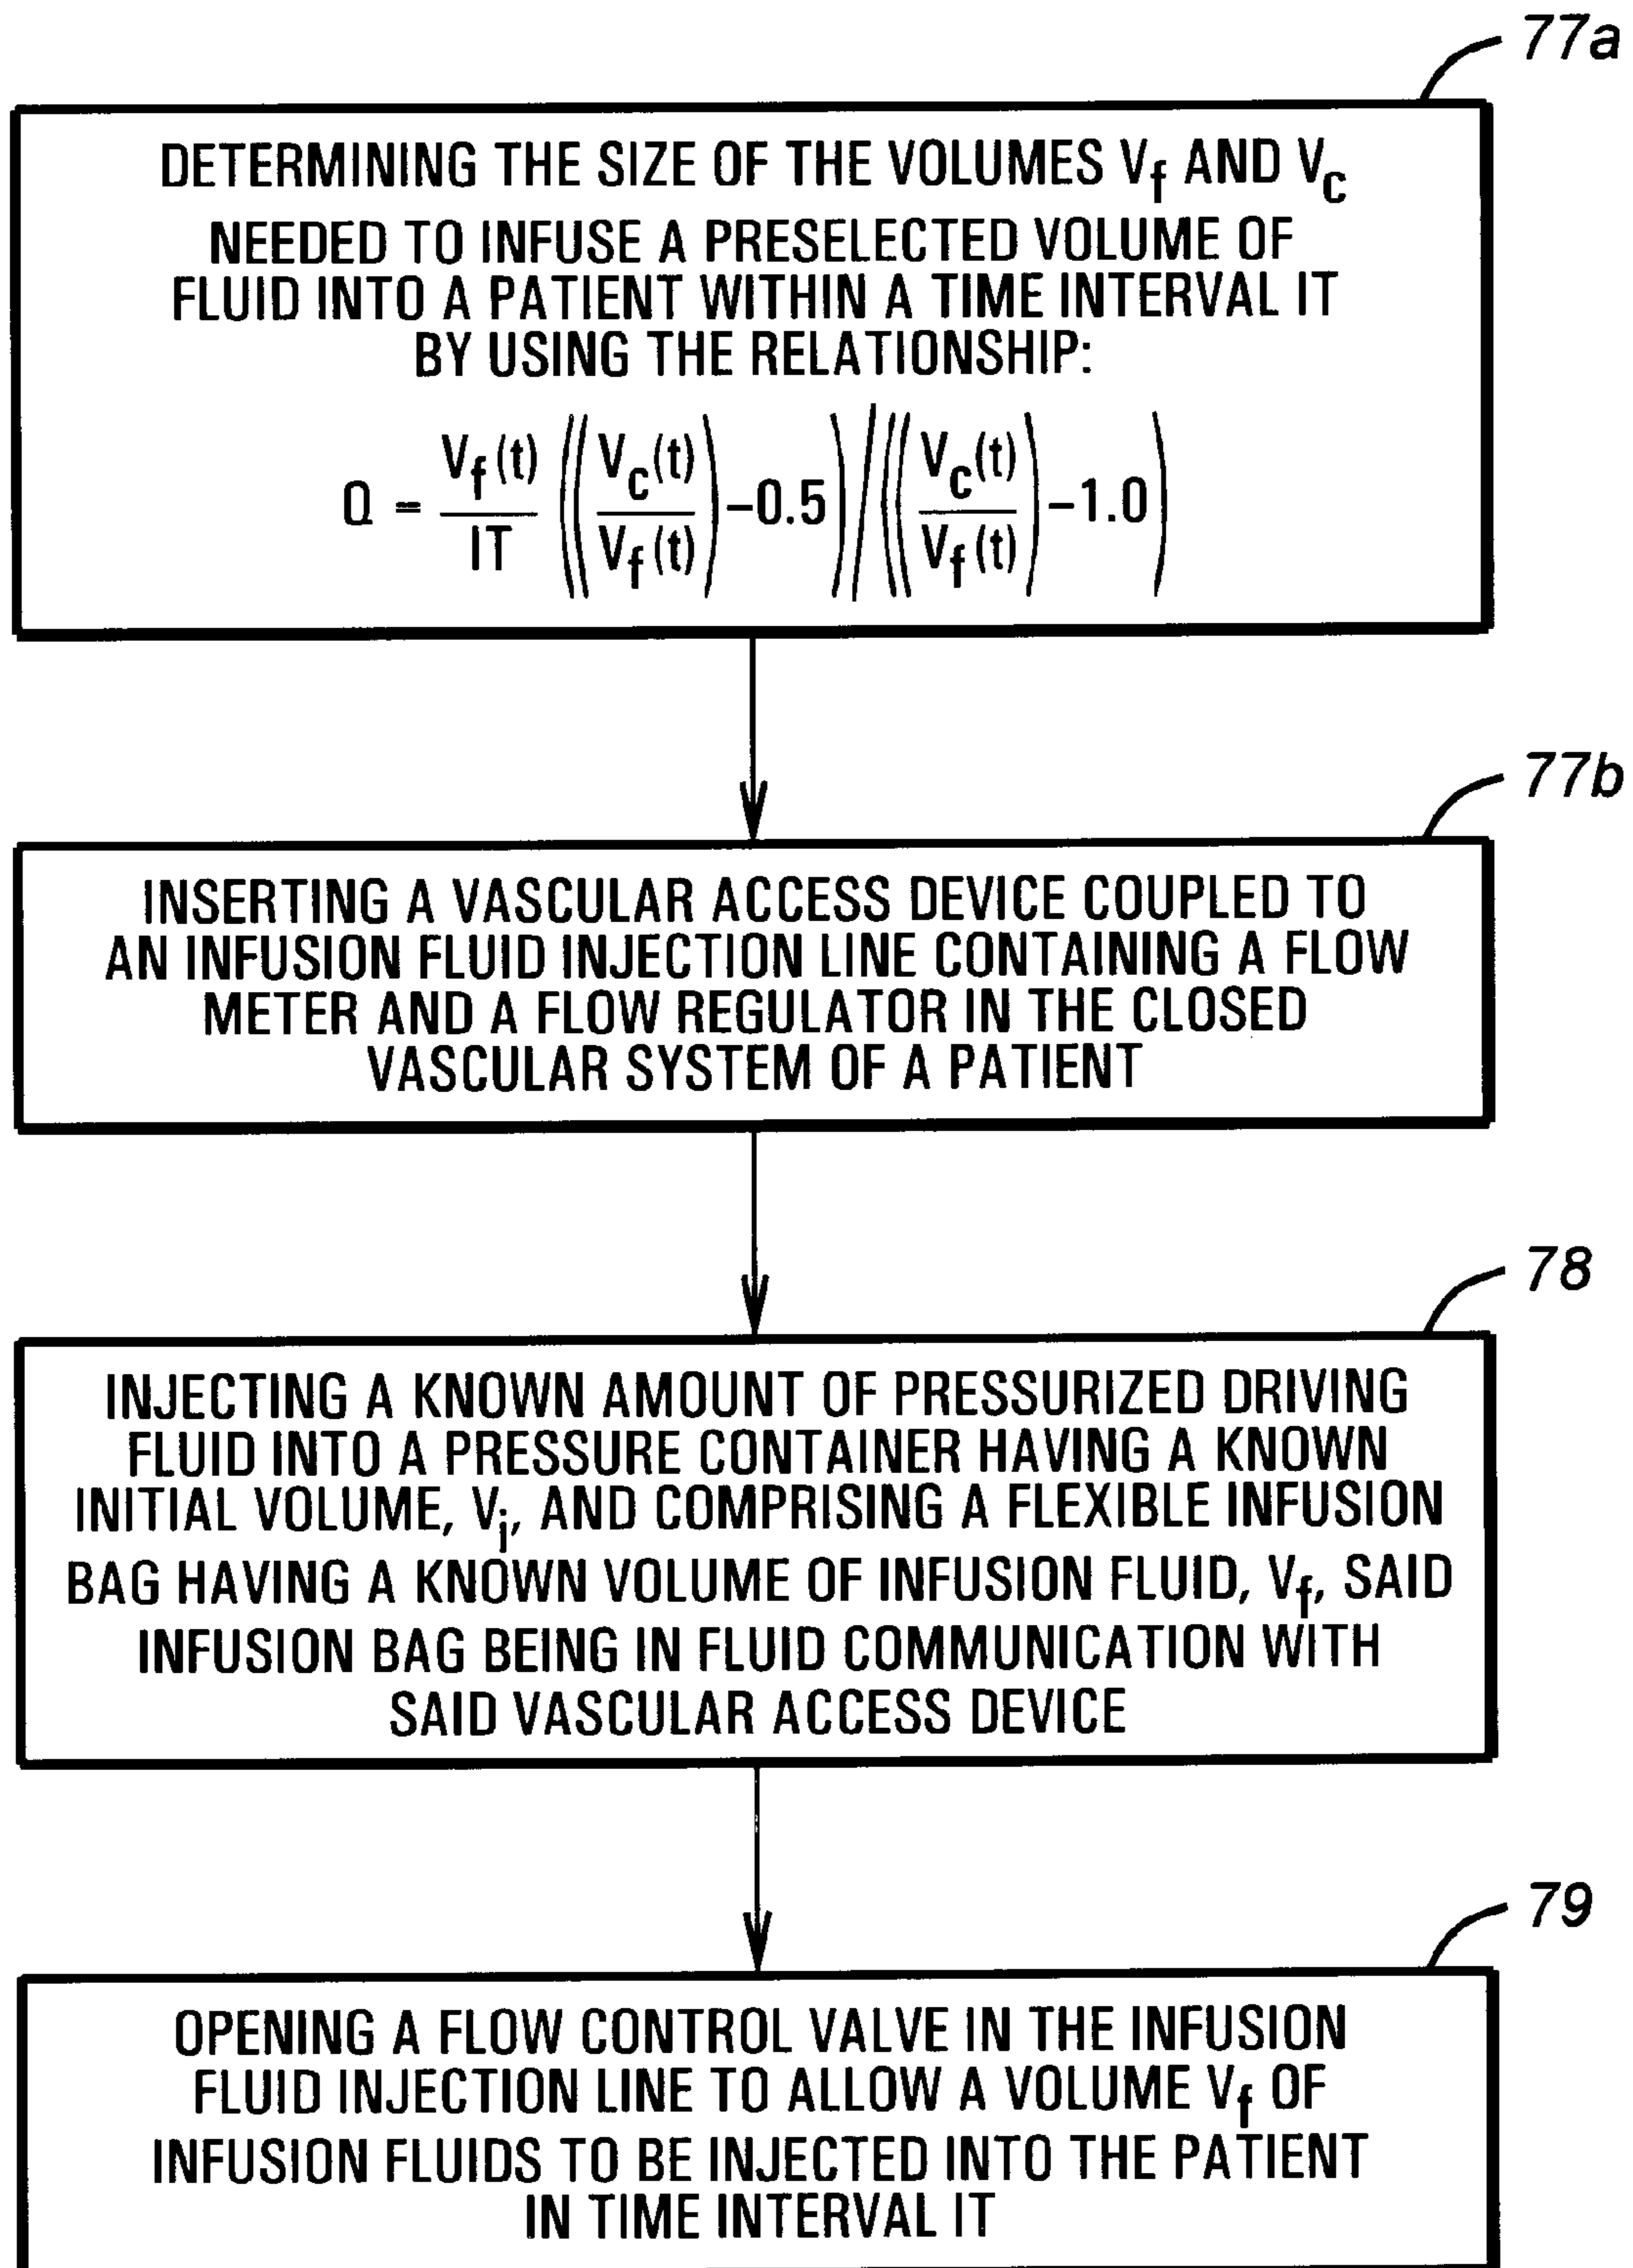 77a
DETERMINING THE SIZE OF THE VOLUMES Vf AND Vc
NEEDED TO INFUSE A PRESELECTED VOLUME OF
FLUID INTO A PATIENT WITHIN A TIME INTERVAL IT
BY USING THE RELATIONSHIP:
Q = Vf(t)/IT ((Vc(t)/Vf(t))-0.5)/((Vc(t)/Vf(t))-1.0)
77b
INSERTING A VASCULAR ACCESS DEVICE COUPLED TO
AN INFUSION FLUID INJECTION LINE CONTAINING A FLOW
METER AND A FLOW REGULATOR IN THE CLOSED
VASCULAR SYSTEM OF A PATIENT
78
INJECTING A KNOWN AMOUNT OF PRESSURIZED DRIVING
FLUID INTO A PRESSURE CONTAINER HAVING A KNOWN
INITIAL VOLUME, Vi, AND COMPRISING A FLEXIBLE INFUSION
BAG HAVING A KNOWN VOLUME OF INFUSION FLUID, Vf, SAID
INFUSION BAG BEING IN FLUID COMMUNICATION WITH
SAID VASCULAR ACCESS DEVICE
79
OPENING A FLOW CONTROL VALVE IN THE INFUSION
FLUID INJECTION LINE TO ALLOW A VOLUME Vf OF
INFUSION FLUIDS TO BE INJECTED INTO THE PATIENT
IN TIME INTERVAL IT